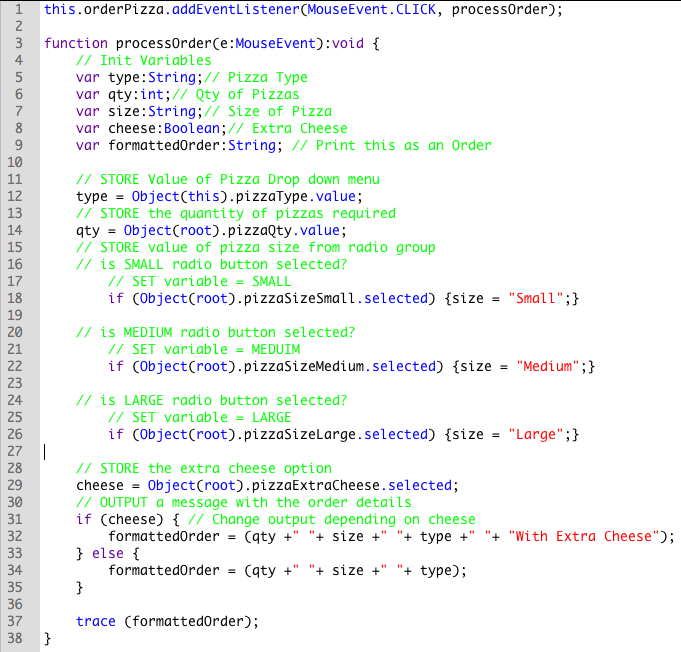 1 this.orderPizza.addEventListener(MouseEvent.CLICK, processOrder);
2
3 function processOrder(e:MouseEvent):void {
4     // Init Variables
5     var type:String;// Pizza Type
6     var qty:int;// Qty of Pizzas
7     var size:String;// Size of Pizza
8     var cheese:Boolean;// Extra Cheese
9     var formattedOrder:String; // Print this as an Order
10
11     // STORE Value of Pizza Drop down menu
12     type = Object(this).pizzaType.value;
13     // STORE the quantity of pizzas required
14     qty = Object(root).pizzaQty.value;
15     // STORE value of pizza size from radio group
16     // is SMALL radio button selected?
17         // SET variable = SMALL
18         if (Object(root).pizzaSizeSmall.selected) {size = "Small";}
19
20     // is MEDIUM radio button selected?
21         // SET variable = MEDUIM
22         if (Object(root).pizzaSizeMedium.selected) {size = "Medium";}
23
24     // is LARGE radio button selected?
25         // SET variable = LARGE
26         if (Object(root).pizzaSizeLarge.selected) {size = "Large";}
27
28     // STORE the extra cheese option
29     cheese = Object(root).pizzaExtraCheese.selected;
30     // OUTPUT a message with the order details
31     if (cheese) { // Change output depending on cheese
32         formattedOrder = (qty +" "+ size +" "+ type +" "+ "With Extra Cheese");
33     } else {
34         formattedOrder = (qty +" "+ size +" "+ type);
35     }
36
37     trace (formattedOrder);
38 }